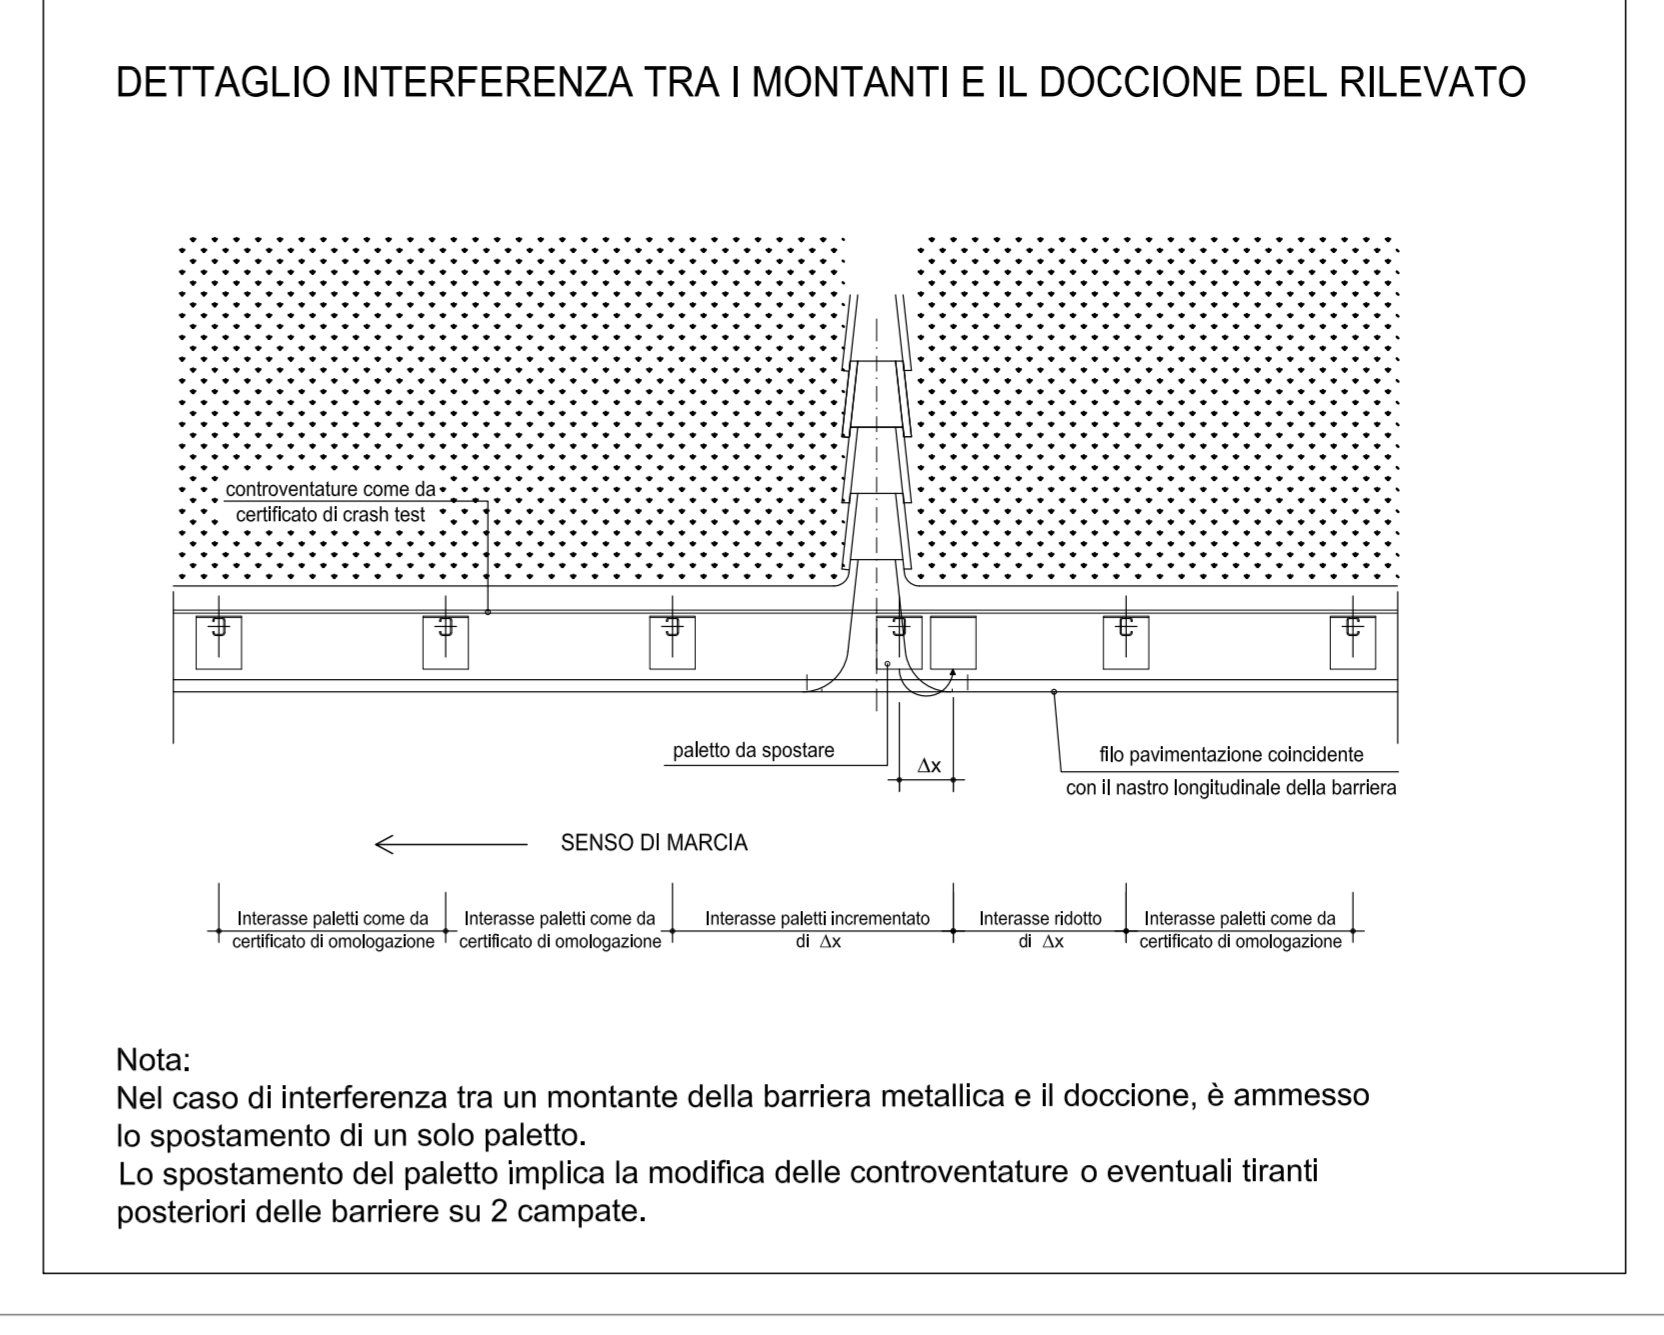 DETTAGLIO INTERFERENZA TRA I MONTANTI E IL DOCCIONE DEL RILEVATO
controventature come da
certificato di crash test
paletto da spostare
Δx
filo pavimentazione coincidente
con il nastro longitudinale della barriera
SENSO DI MARCIA
Interasse paletti come da
certificato di omologazione
Interasse paletti come da
certificato di omologazione
Interasse paletti incrementato
di Δx
Interasse ridotto
di Δx
Interasse paletti come da
certificato di omologazione
Nota:
Nel caso di interferenza tra un montante della barriera metallica e il doccione, è ammesso
lo spostamento di un solo paletto.
Lo spostamento del paletto implica la modifica delle controventature o eventuali tiranti
posteriori delle barriere su 2 campate.